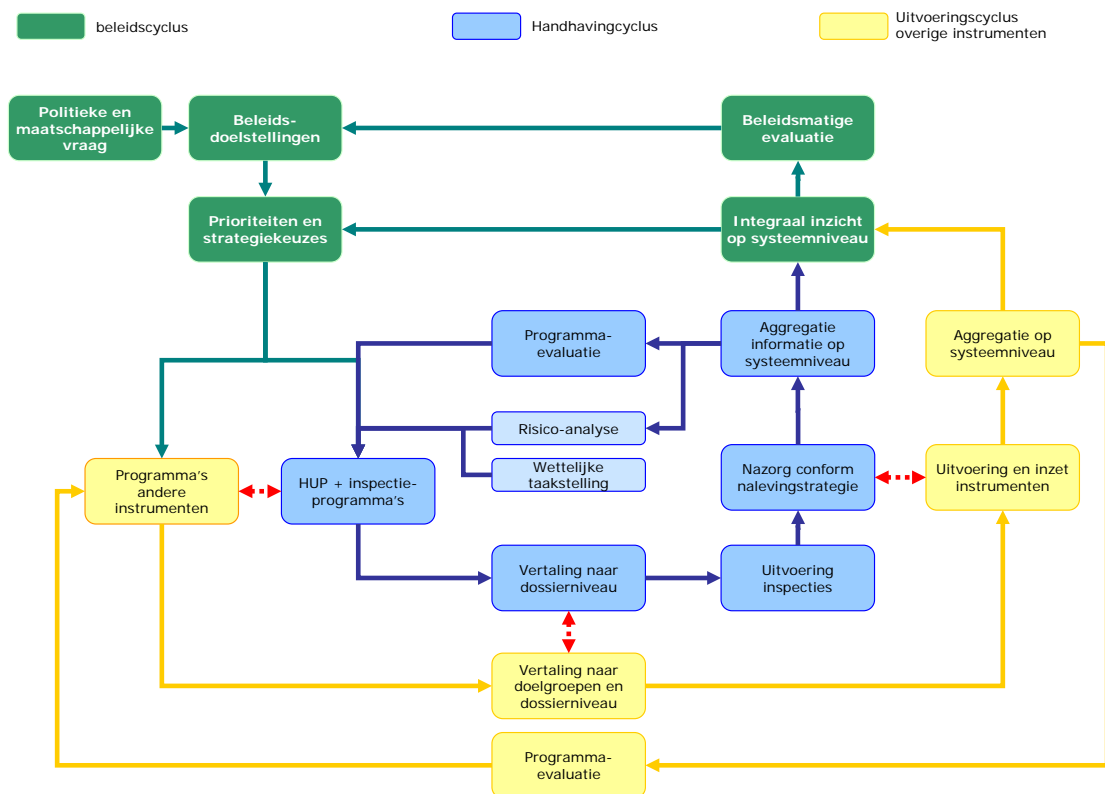 beleidscyclus
Handhavingcyclus
Uitvoeringscyclus
overige instrumenten
Politieke en
maatschappelijke
vraag
Beleids-
doelstellingen
Beleidsmatige
evaluatie
Prioriteiten en
strategiekeuzes
Integraal inzicht
op systeemniveau
Programma-
evaluatie
Aggregatie
informatie op
systeemniveau
Aggregatie op
systeemniveau
Risico-analyse
Wettelijke
taakstelling
Programma's
andere
instrumenten
HUP + inspectie-
programma's
Nazorg conform
nalevingstrategie
Uitvoering en inzet
instrumenten
Vertaling naar
dossierniveau
Uitvoering
inspecties
Vertaling naar
doelgroepen en
dossierniveau
Programma-
evaluatie